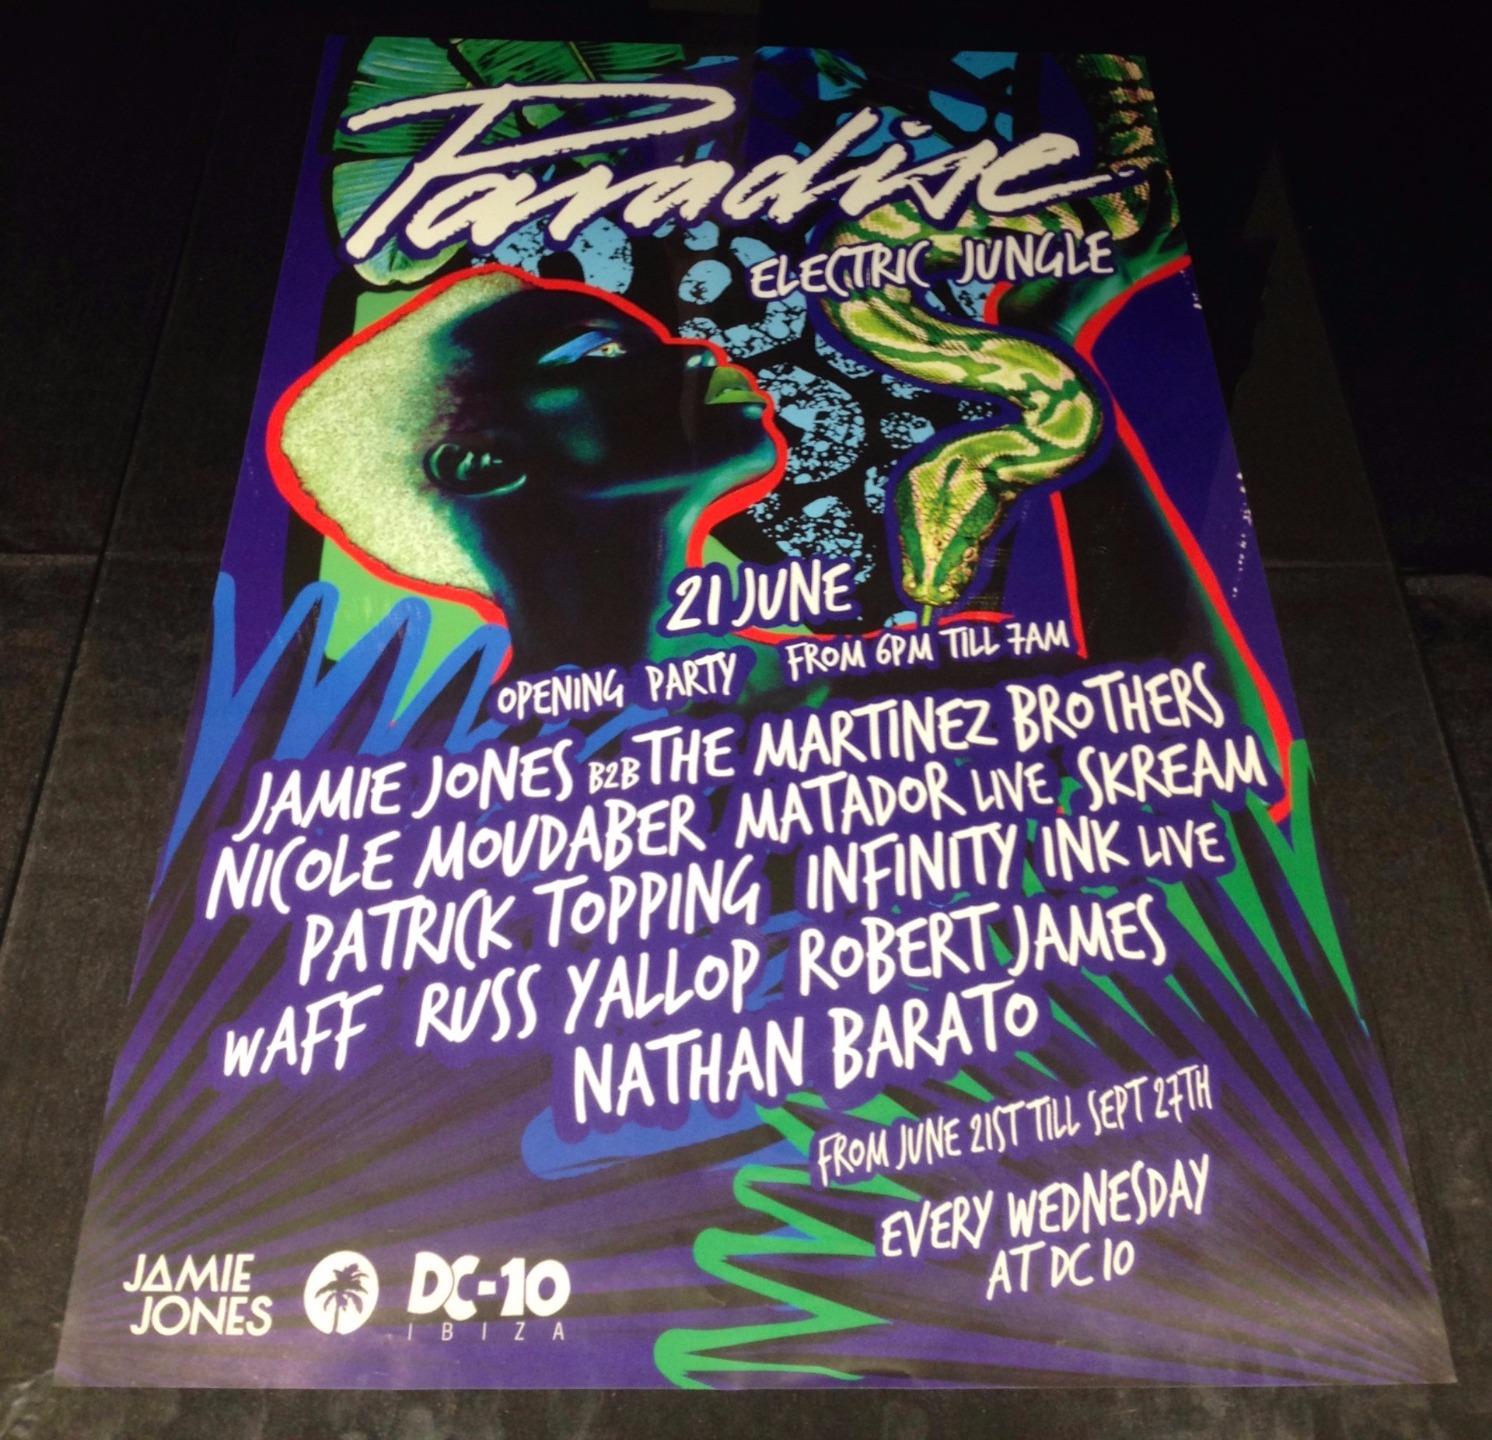 Paradise
ELECTRIC JUNGLE
21 JUNE
OPENING PARTY FROM 6PM TILL 7AM
JAMIE JONES B2B THE MARTINEZ BROTHERS
NICOLE MOUDABER MATADOR LIVE SKREAM
PATRICK TOPPING INFINITY INK LIVE
WAFF RUSS YALLOP ROBERT JAMES
NATHAN BARATO
FROM JUNE 21ST TILL SEPT 27TH
EVERY WEDNESDAY
AT DC 10
JAMIE
JONES
DC-10
IBIZA